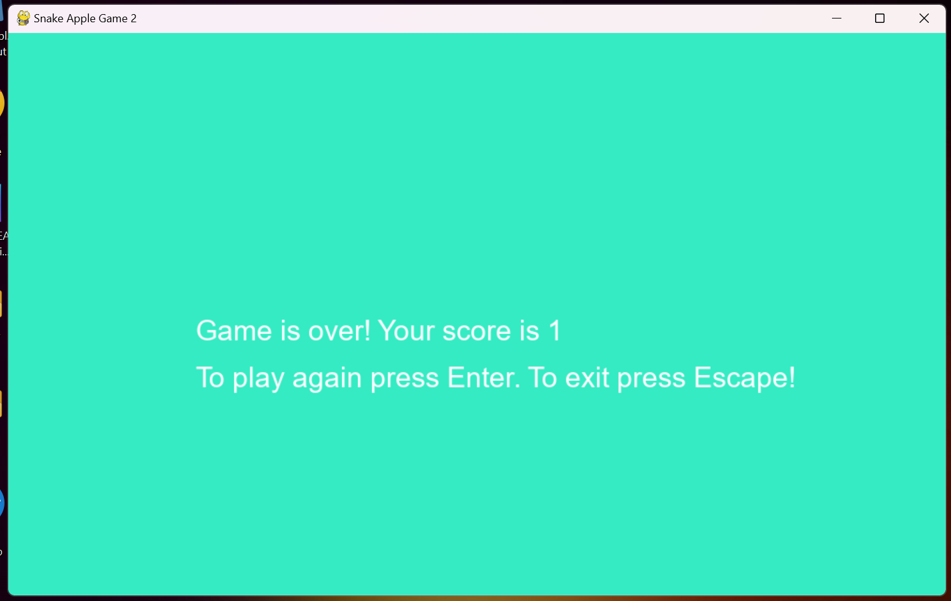 Snake Apple Game 2
Game is over! Your score is 1
To play again press Enter. To exit press Escape!